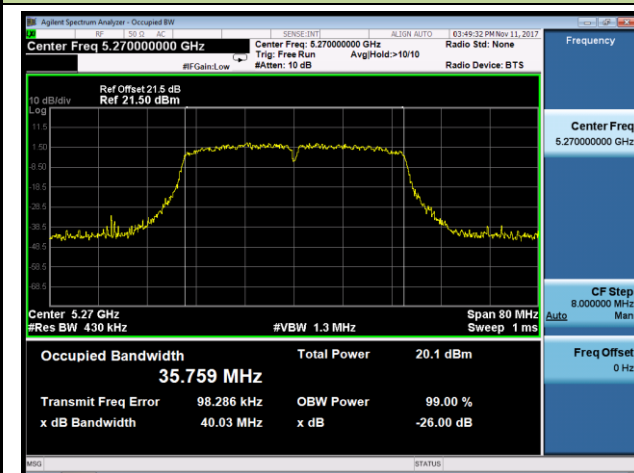 Agilent Spectrum Analyzer - Occupied BW
RF 50 Ω AC SENSE:INT ALIGN AUTO 03:49:32 PM Nov 11, 2017
Center Freq 5.270000000 GHz
Center Freq: 5.270000000 GHz
Radio Std: None
Trig: Free Run Avg|Hold:>10/10
#IFGain:Low #Atten: 10 dB Radio Device: BTS
Frequency
Ref Offset 21.5 dB
10 dB/div Ref 21.50 dBm
Log
11.5
1.50
-8.50
-18.5
-28.5
-38.5
-48.5
-58.5
-68.5
Center 5.27 GHz Span 80 MHz
#Res BW 430 kHz #VBW 1.3 MHz Sweep 1 ms
Occupied Bandwidth Total Power 20.1 dBm
35.759 MHz
Transmit Freq Error 98.286 kHz OBW Power 99.00 %
x dB Bandwidth 40.03 MHz x dB -26.00 dB
Center Freq
5.270000000 GHz
CF Step
8.000000 MHz
Auto Man
Freq Offset
0 Hz
MSG STATUS